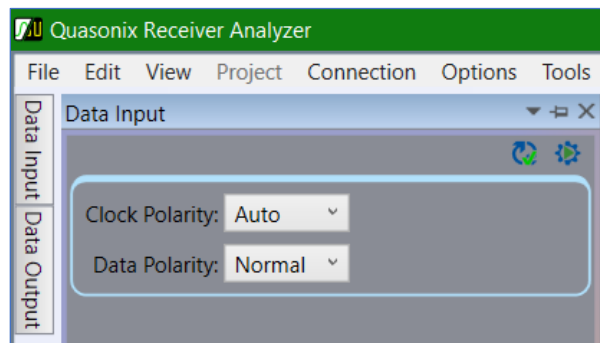 Quasonix Receiver Analyzer
File Edit View Project Connection Options Tools
Data Input
Data Output
Data Input
Clock Polarity: Auto
Data Polarity: Normal